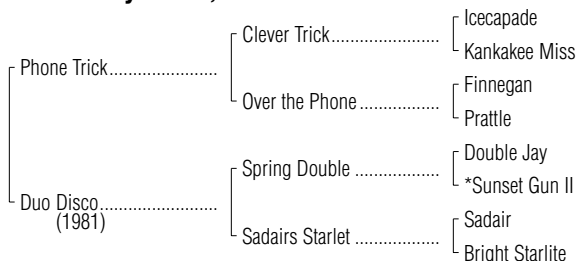 Icecapade
Clever Trick
Kankakee Miss
Phone Trick
Finnegan
Over the Phone
Prattle
Double Jay
Spring Double
*Sunset Gun II
Duo Disco
(1981)
Sadair
Sadairs Starlet
Bright Starlite